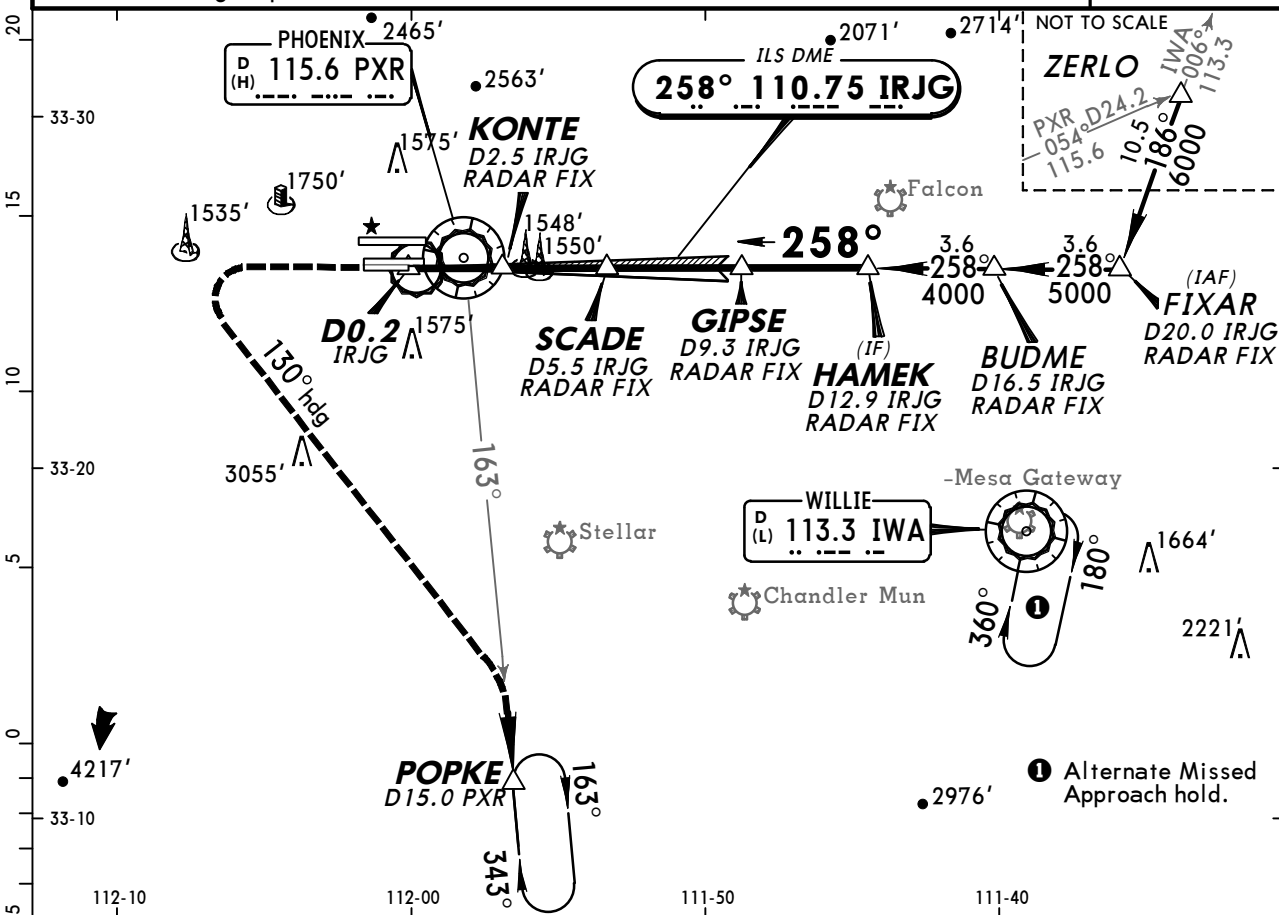 20
2465'
2071'
2714'
NOT TO SCALE
PHOENIX
D
(H)
115.6 PXR
2563'
ILS DME
258° 110.75 IRJG
ZERLO
IWA
006°
113.3
PXR D24.2
054°
115.6
10.5
186°
6000
33-30
1575'
KONTE
D2.5 IRJG
RADAR FIX
1750'
Falcon
15
1535'
1548'
1550'
258°
3.6
258°
4000
3.6
258°
5000
(IAF)
FIXAR
D20.0 IRJG
RADAR FIX
D0.2
IRJG
1575'
SCADE
D5.5 IRJG
RADAR FIX
GIPSE
D9.3 IRJG
RADAR FIX
(IF)
HAMEK
D12.9 IRJG
RADAR FIX
BUDME
D16.5 IRJG
RADAR FIX
10
130° hdg
3055'
33-20
163°
-Mesa Gateway
WILLIE
D
(L)
113.3 IWA
Stellar
5
Chandler Mun
180°
360°
1
1664'
2221'
0
4217'
POPKE
D15.0 PXR
163°
343°
2976'
1 Alternate Missed
Approach hold.
33-10
5
112-10
112-00
111-50
111-40